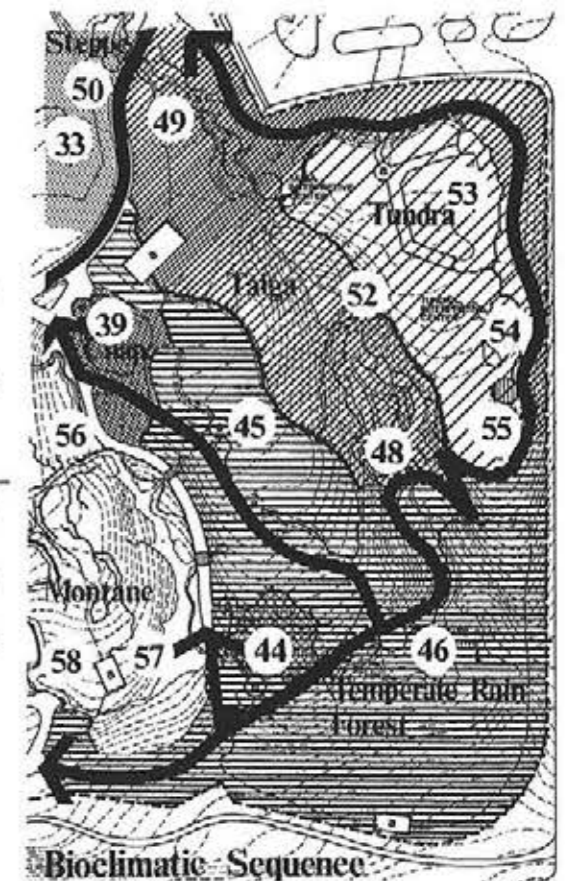 Steppe
50
49
33
53
Tundra
Taiga
52
54
39
45
55
56
48
Montane
58
57
44
46
Temperate Rain
Forest
Bioclimatic Sequence